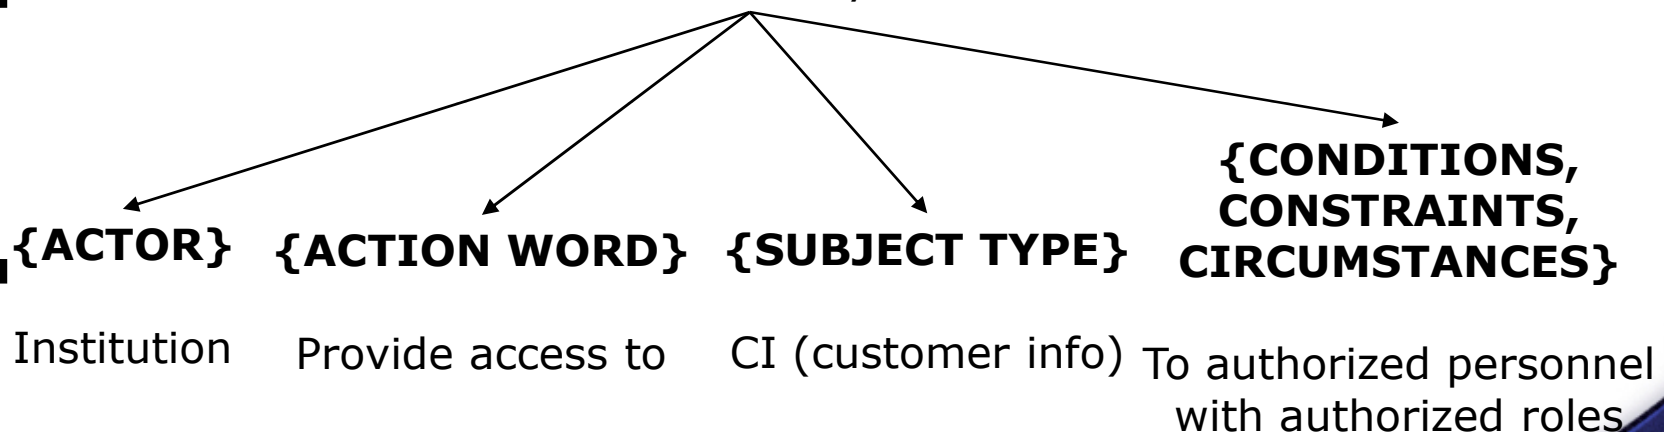 {ACTOR}
{ACTION WORD}
{SUBJECT TYPE}
{CONDITIONS,
CONSTRAINTS,
CIRCUMSTANCES}
Institution
Provide access to
CI (customer info)
To authorized personnel
with authorized roles